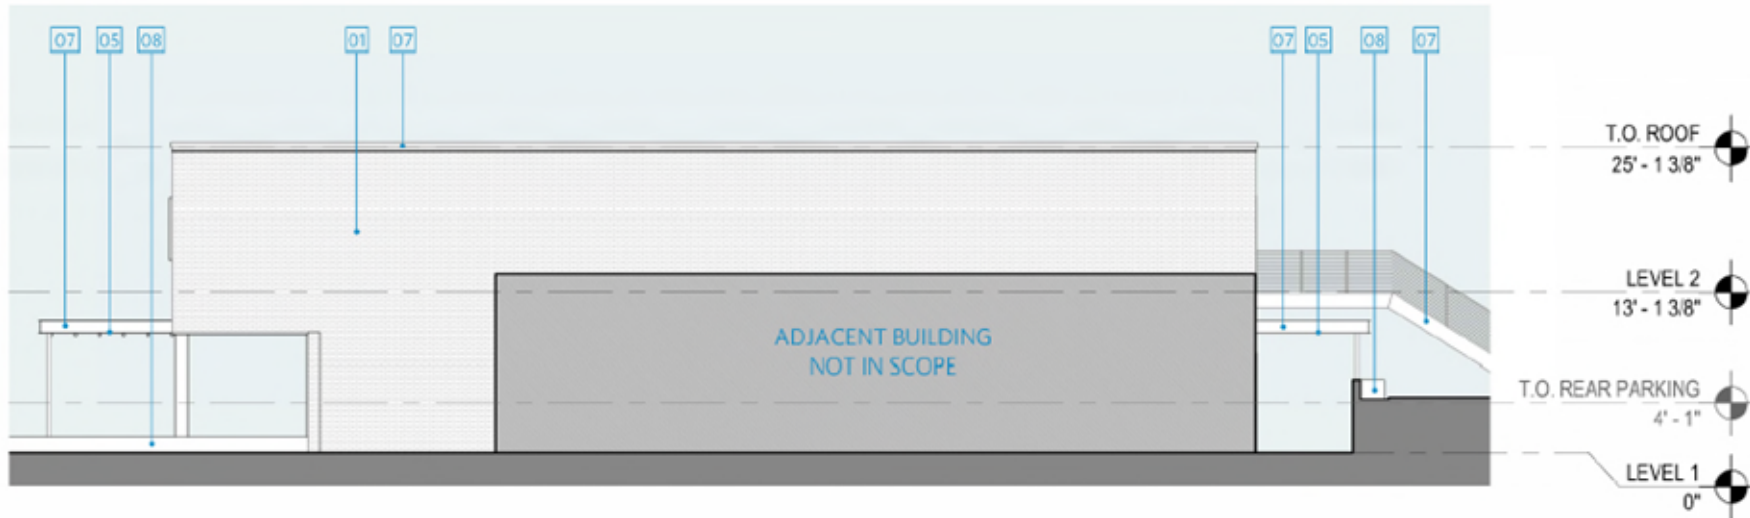 07 05 08 01 07 07 05 08 07
T.O. ROOF
25' - 1 3/8"
LEVEL 2
13' - 1 3/8"
ADJACENT BUILDING
NOT IN SCOPE
T.O. REAR PARKING
4' - 1"
LEVEL 1
0"